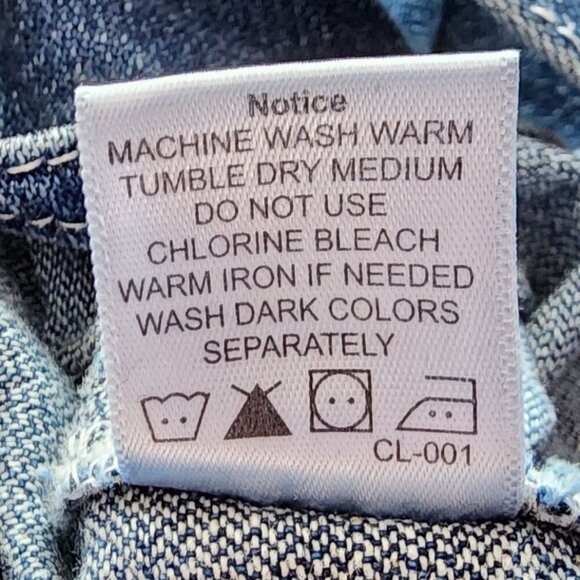 Notice
MACHINE WASH WARM
TUMBLE DRY MEDIUM
DO NOT USE
CHLORINE BLEACH
WARM IRON IF NEEDED
WASH DARK COLORS
SEPARATELY
CL-001